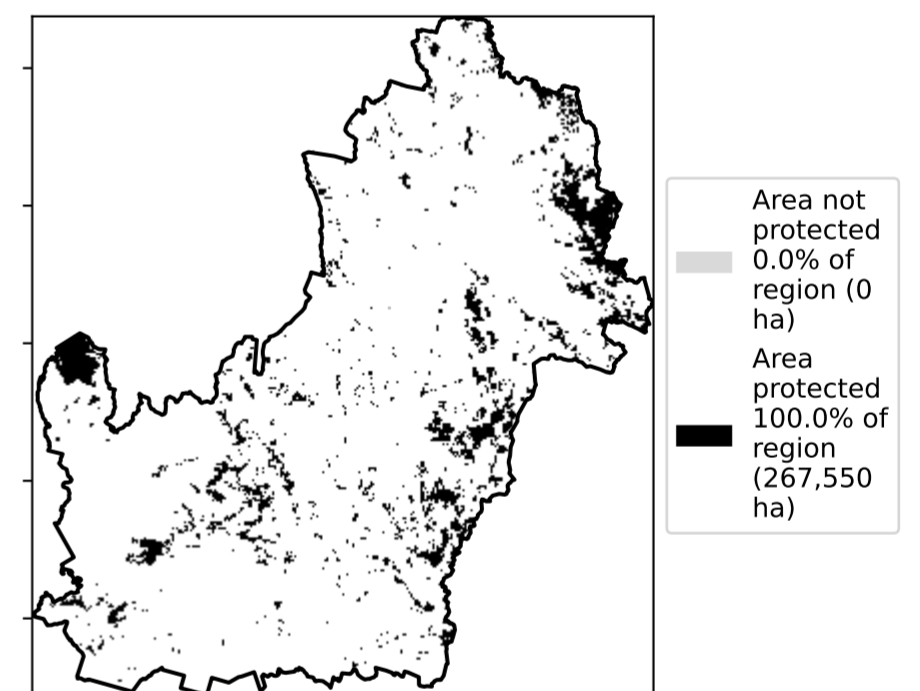 Area not
protected
0.0% of
region (0
ha)
Area
protected
100.0% of
region
(267,550
ha)